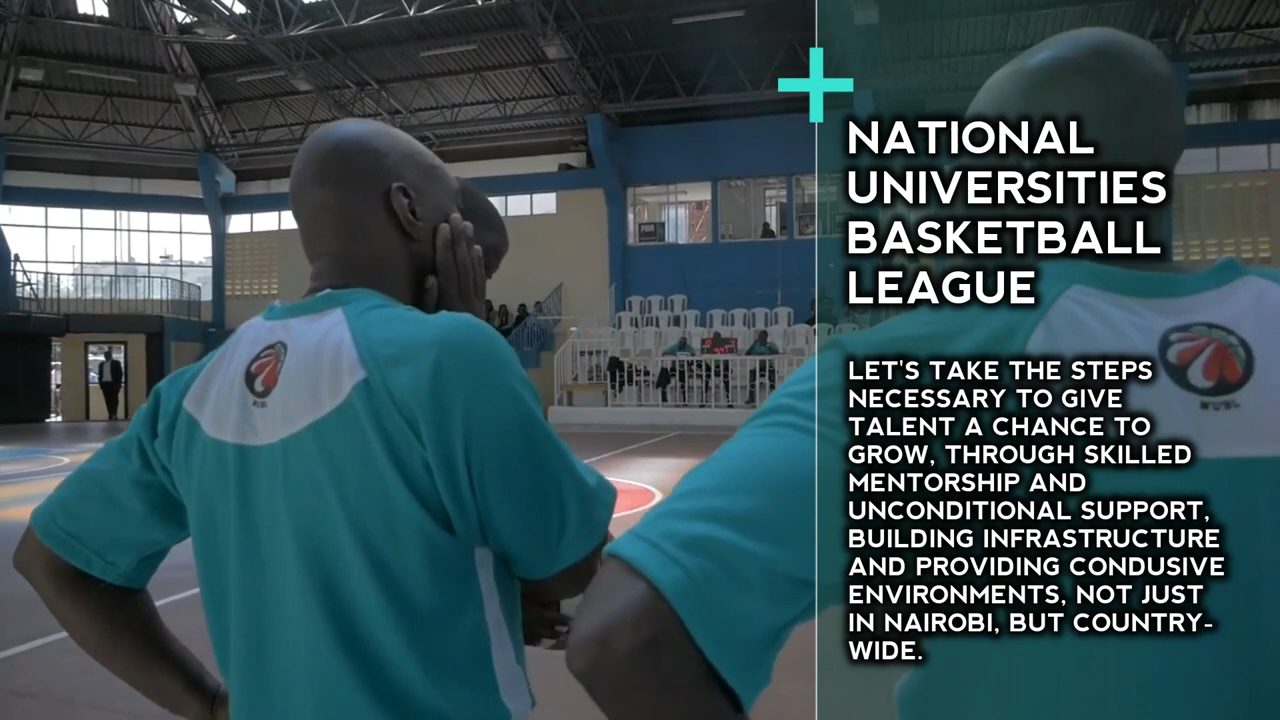 NATIONAL
UNIVERSITIES
BASKETBALL
LEAGUE
LET'S TAKE THE STEPS
NECESSARY TO GIVE
TALENT A CHANCE TO
GROW, THROUGH SKILLED
MENTORSHIP AND
UNCONDITIONAL SUPPORT,
BUILDING INFRASTRUCTURE
AND PROVIDING CONDUSIVE
ENVIRONMENTS, NOT JUST
IN NAIROBI, BUT COUNTRY-
WIDE.